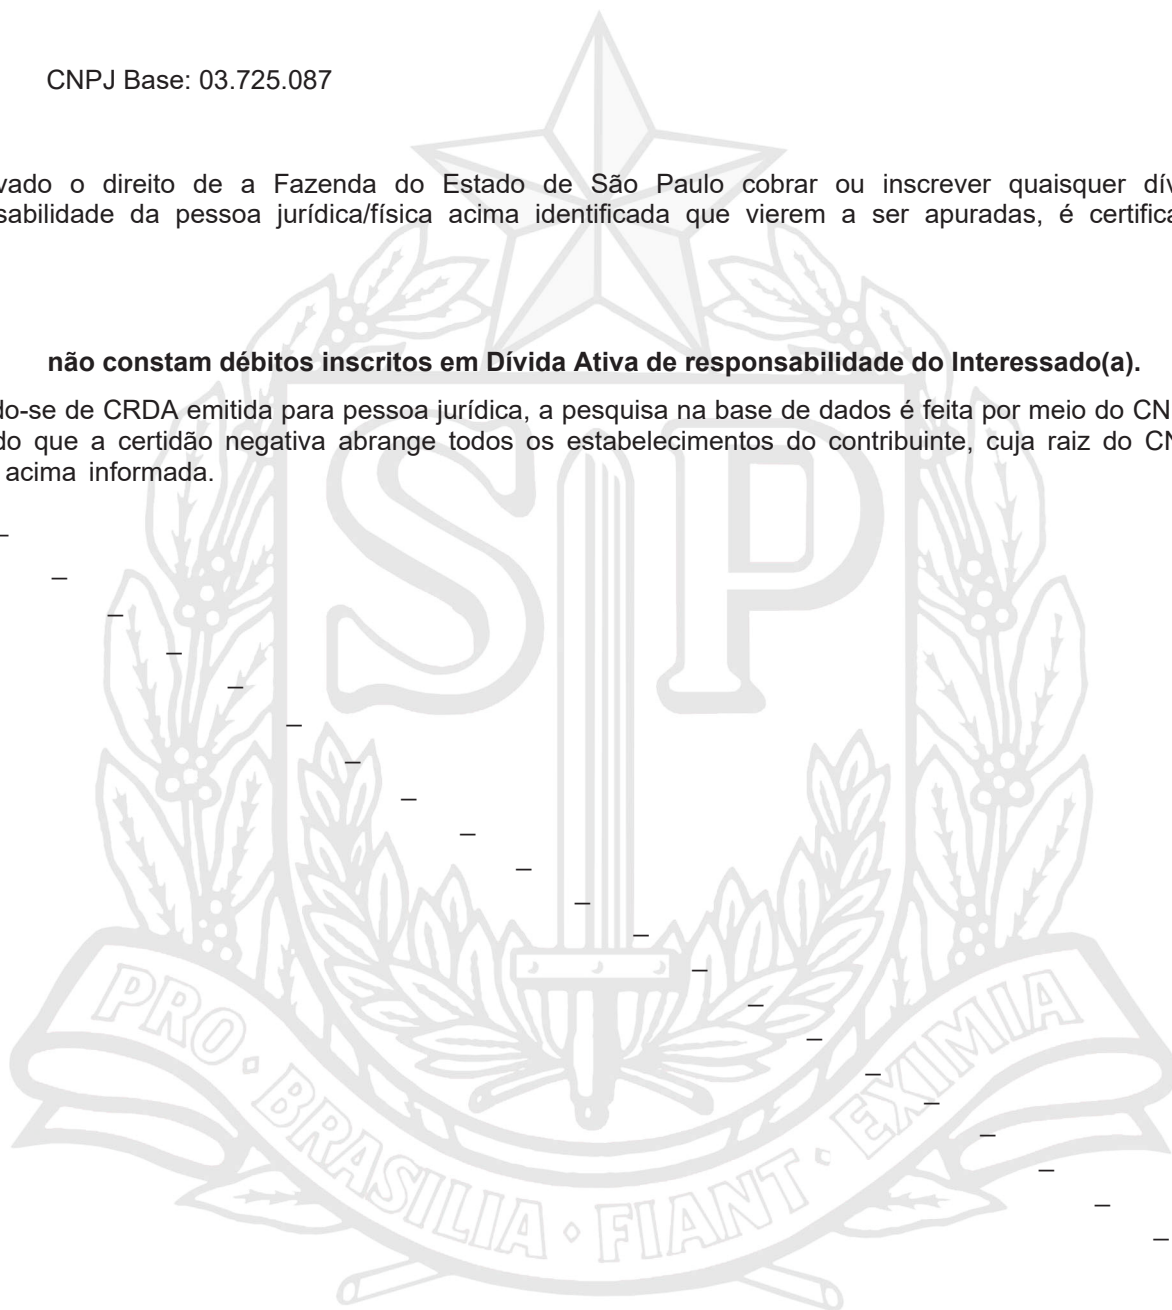 CNPJ Base: 03.725.087
vado o direito de a Fazenda do Estado de São Paulo cobrar ou inscrever quaisquer dív
sabilidade da pessoa jurídica/física acima identificada que vierem a ser apuradas, é certifica
não constam débitos inscritos em Dívida Ativa de responsabilidade do Interessado(a).
do-se de CRDA emitida para pessoa jurídica, a pesquisa na base de dados é feita por meio do CN
do que a certidão negativa abrange todos os estabelecimentos do contribuinte, cuja raiz do CN
acima informada.
SP
PRO · BRASILIA · FIANT · EXIMIA